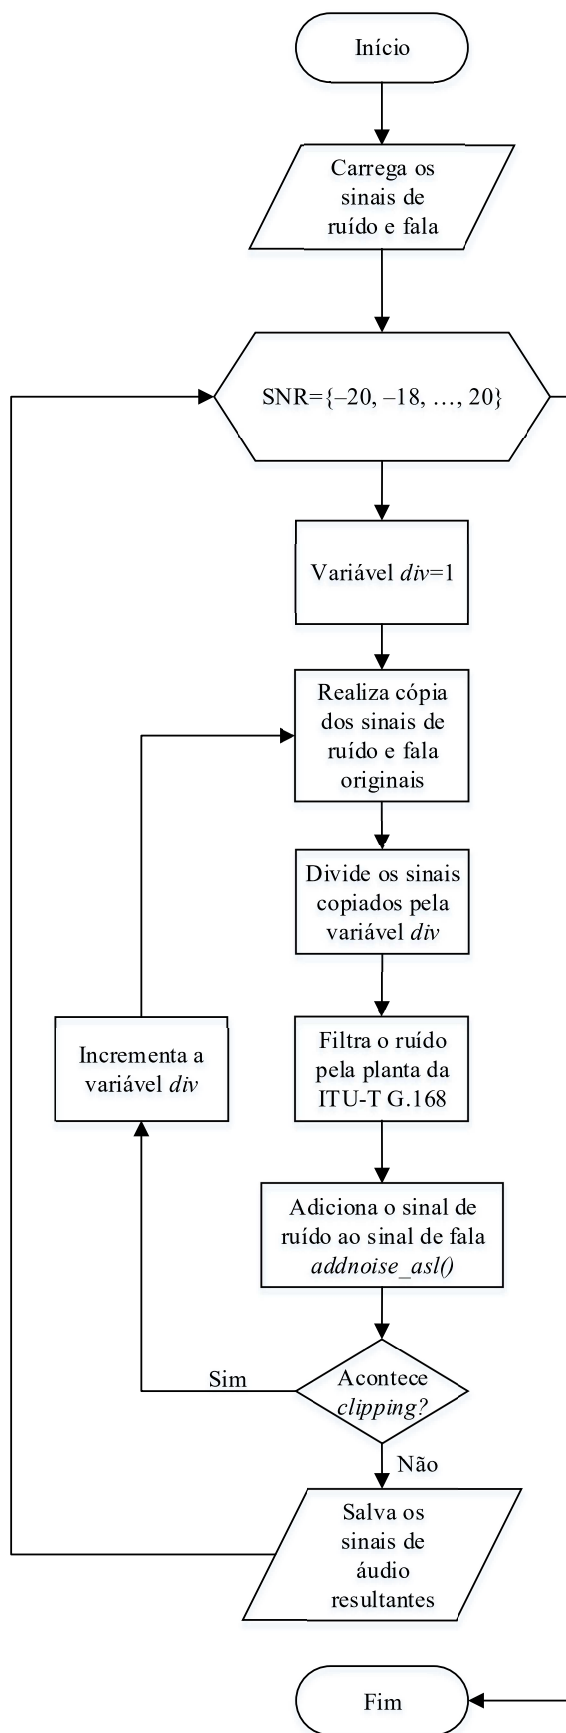 Início
Carrega os
sinais de
ruído e fala
SNR={–20, –18, …, 20}
Variável div=1
Realiza cópia
dos sinais de
ruído e fala
originais
Divide os sinais
copiados pela
variável div
Filtra o ruído
pela planta da
ITU-T G.168
Incrementa a
variável div
Adiciona o sinal de
ruído ao sinal de fala
addnoise_asl()
Acontece
clipping?
Sim
Não
Salva os
sinais de
áudio
resultantes
Fim